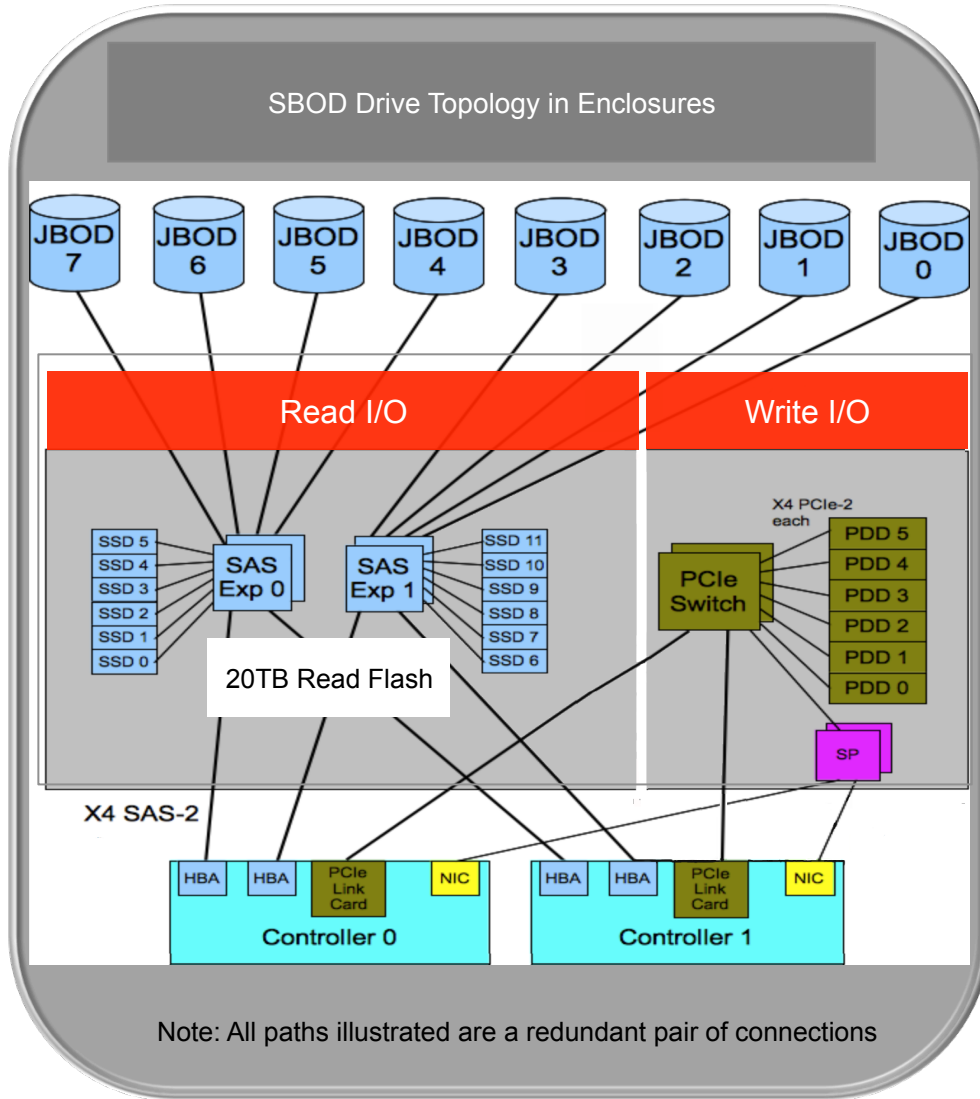 SBOD Drive Topology in Enclosures
JBOD
7
JBOD
6
JBOD
5
JBOD
4
JBOD
3
JBOD
2
JBOD
1
JBOD
0
Read I/O
Write I/O
SSD 5
SSD 4
SSD 3
SSD 2
SSD 1
SSD 0
SAS
Exp 0
SAS
Exp 1
SSD 11
SSD 10
SSD 9
SSD 8
SSD 7
SSD 6
20TB Read Flash
X4 PCIe-2
each
PCIe
Switch
PDD 5
PDD 4
PDD 3
PDD 2
PDD 1
PDD 0
SP
X4 SAS-2
HBA
HBA
PCIe
Link
Card
NIC
Controller 0
HBA
HBA
PCIe
Link
Card
NIC
Controller 1
Note: All paths illustrated are a redundant pair of connections